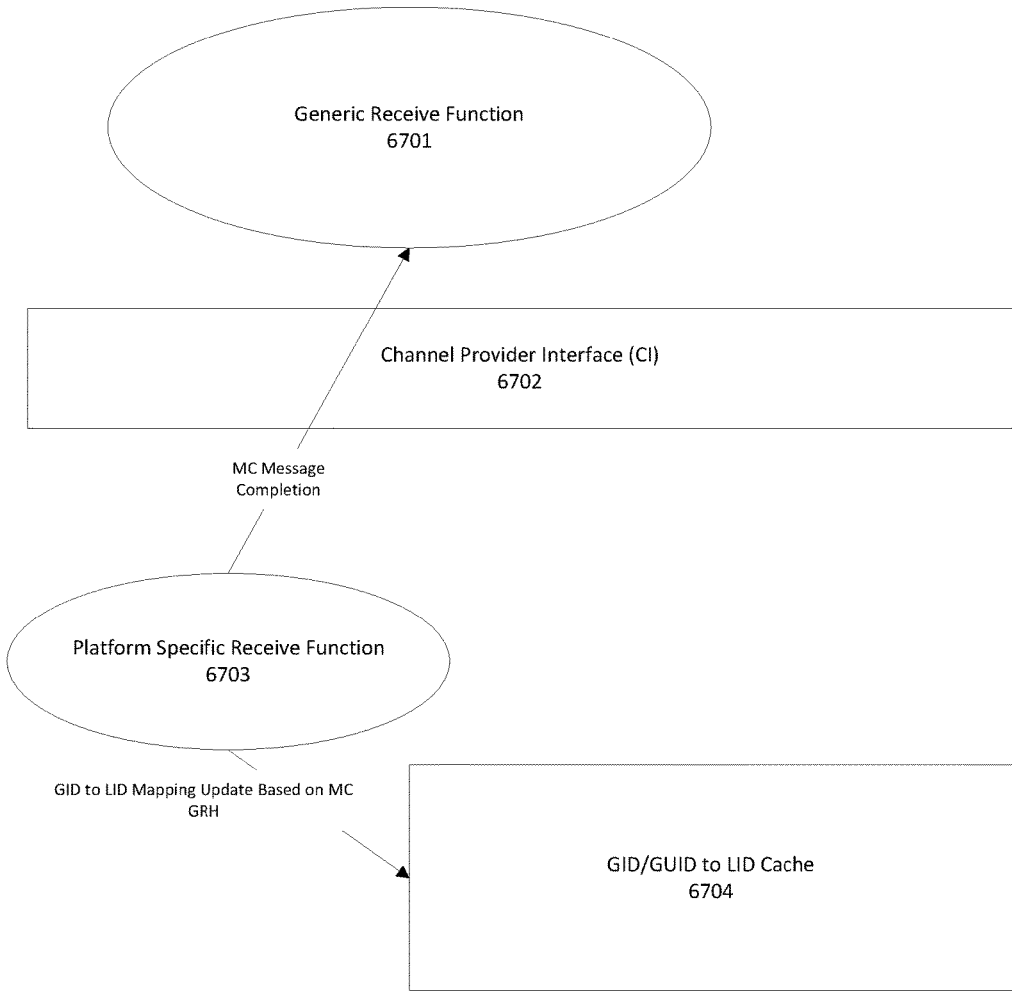 Generic Receive Function
6701
Channel Provider Interface (CI)
6702
MC Message
Completion
Platform Specific Receive Function
6703
GID to LID Mapping Update Based on MC
GRH
GID/GUID to LID Cache
6704